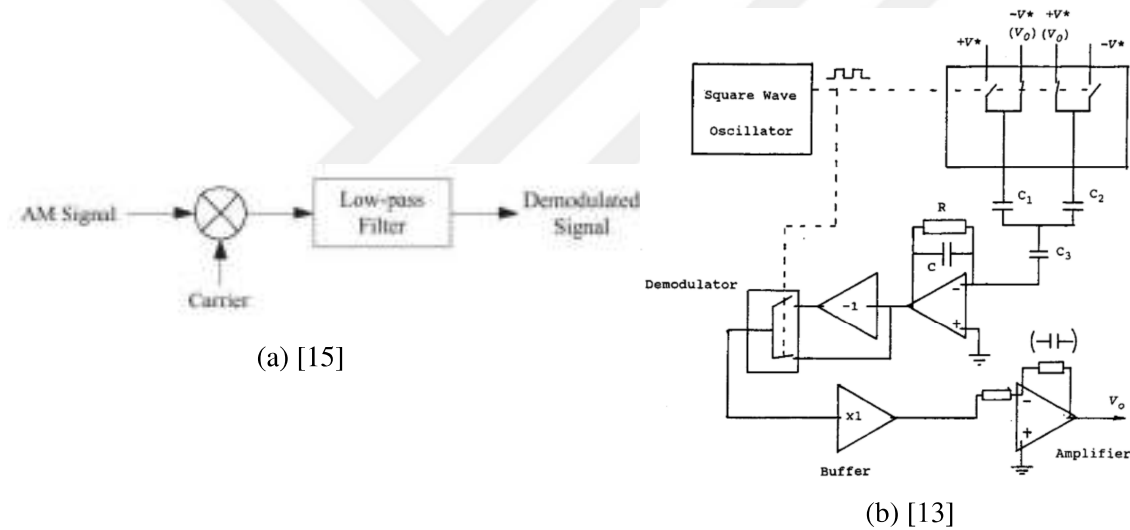 AM Signal
Carrier
Low-pass
Filter
Demodulated
Signal
(a) [15]
-V* +V*
+V* (V₀) (V₀) -V*
Square Wave
Oscillator
C₁ C₂
R
C
C₃
-
+
-1
Demodulator
x1
Buffer
-
+
Vₒ
Amplifier
(b) [13]